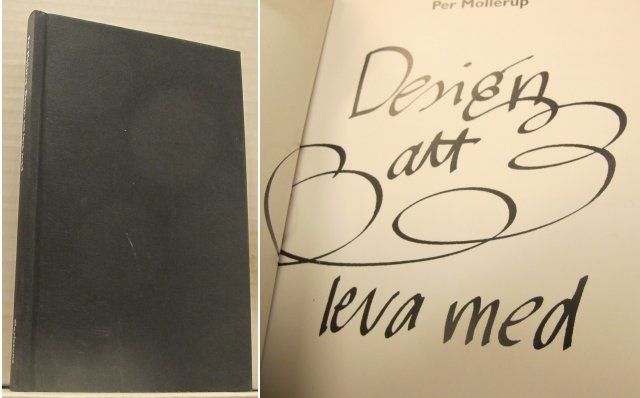 Per Mollerup
Design
att
leva med